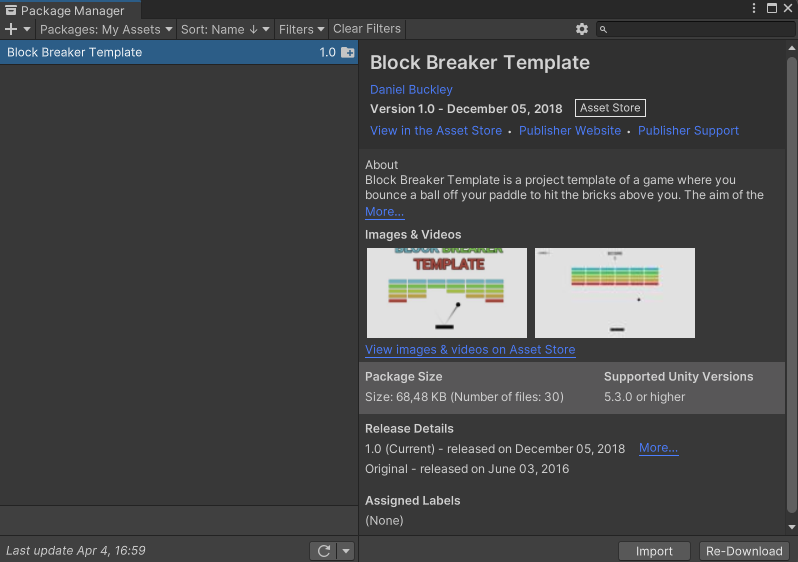 Package Manager
Packages: My Assets Sort: Name ↓ Filters Clear Filters
Block Breaker Template 1.0
Block Breaker Template
Daniel Buckley
Version 1.0 - December 05, 2018 Asset Store
View in the Asset Store • Publisher Website • Publisher Support
About
Block Breaker Template is a project template of a game where you
bounce a ball off your paddle to hit the bricks above you. The aim of the
More...
Images & Videos
BLOCK BREAKER
TEMPLATE
View images & videos on Asset Store
Package Size Supported Unity Versions
Size: 68,48 KB (Number of files: 30) 5.3.0 or higher
Release Details
1.0 (Current) - released on December 05, 2018 More...
Original - released on June 03, 2016
Assigned Labels
(None)
Last update Apr 4, 16:59
Import Re-Download